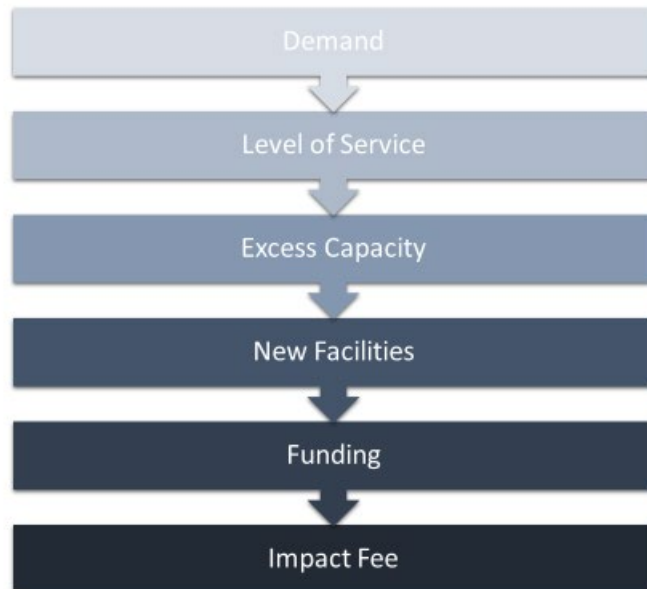 Demand
Level of Service
Excess Capacity
New Facilities
Funding
Impact Fee